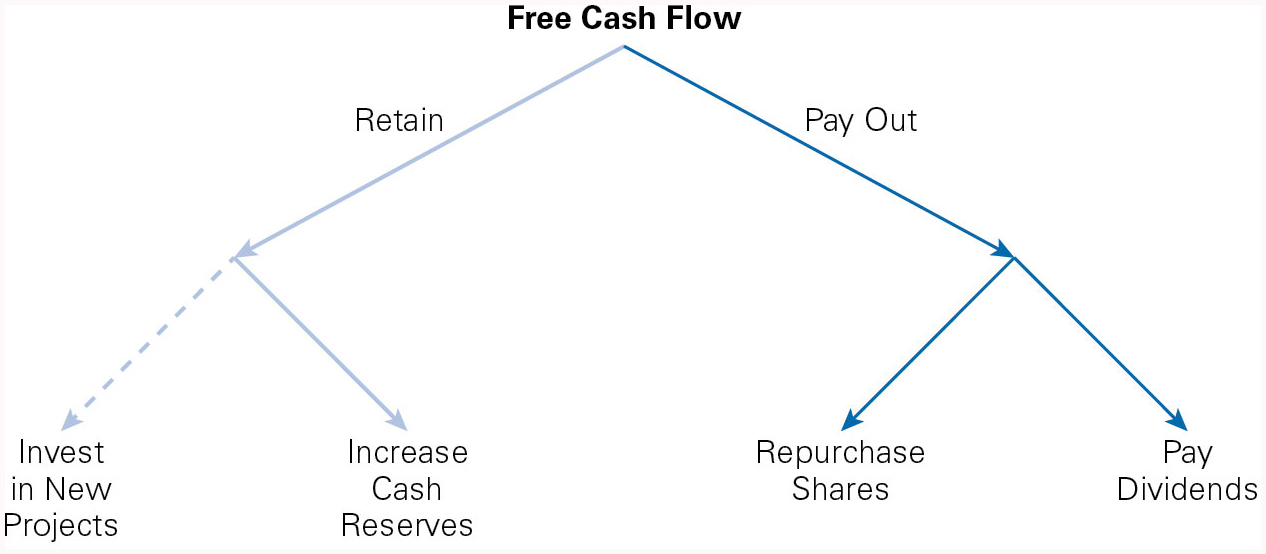 Free Cash Flow
Retain
Pay Out
Invest
in New
Projects
Increase
Cash
Reserves
Repurchase
Shares
Pay
Dividends